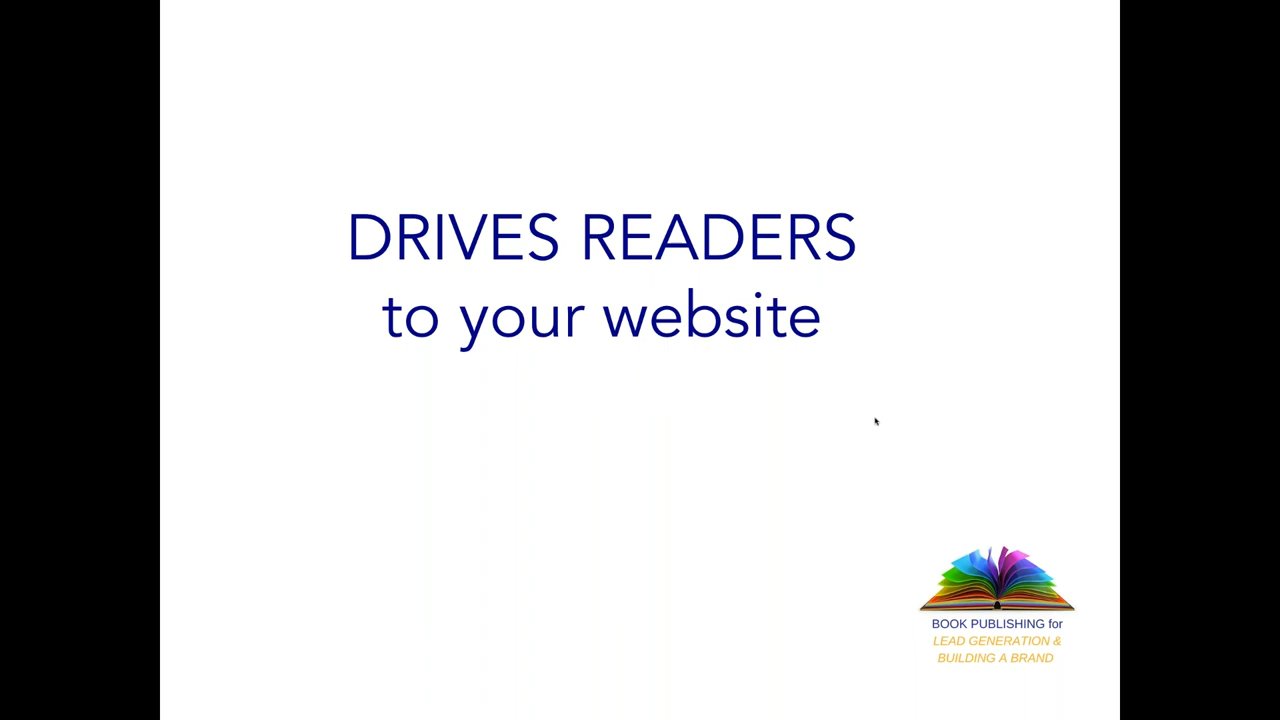 DRIVES READERS
to your website
BOOK PUBLISHING for
LEAD GENERATION &
BUILDING A BRAND